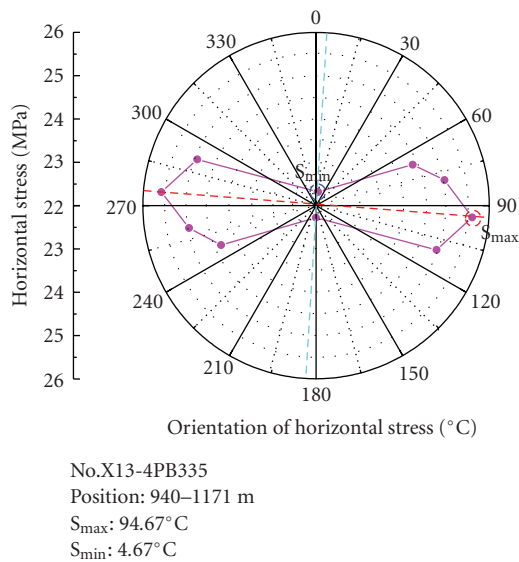 0
26
25
24
23
22
22
23
24
25
26
Horizontal stress (MPa)
330
30
300
60
270
90
240
120
210
150
180
Smin
Smax
Orientation of horizontal stress (°C)
No.X13-4PB335
Position: 940–1171 m
Smax: 94.67°C
Smin: 4.67°C